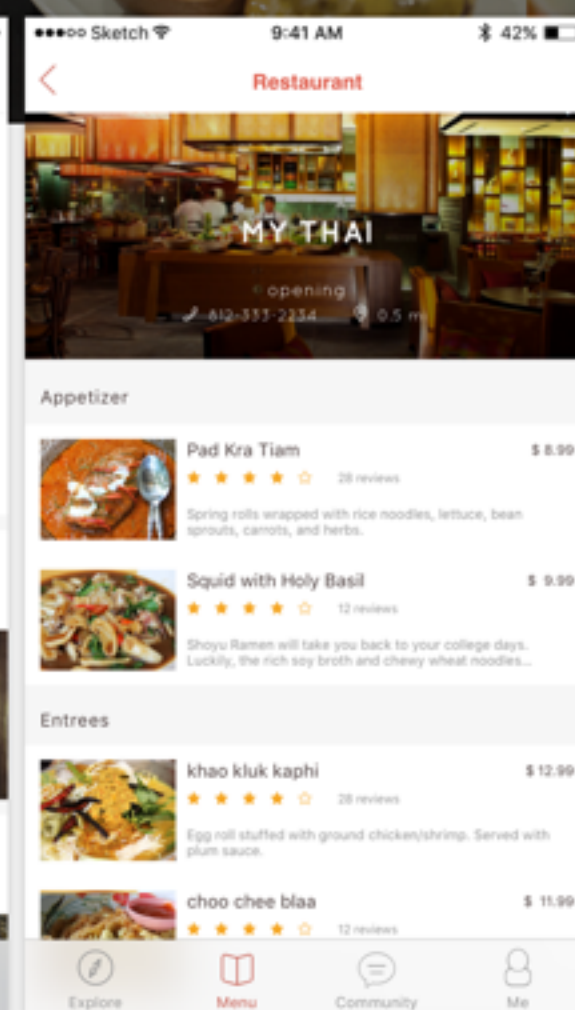 Sketch
9:41 AM
42%
Restaurant
MY THAI
opening
812-333-2234
0.5 m
Appetizer
Pad Kra Tiam
$ 8.99
28 reviews
Spring rolls wrapped with rice noodles, lettuce, bean
sprouts, carrots, and herbs.
Squid with Holy Basil
$ 9.99
12 reviews
Shoyu Ramen will take you back to your college days.
Luckily, the rich soy broth and chewy wheat noodles...
Entrees
khao kluk kaphi
$ 12.99
28 reviews
Egg roll stuffed with ground chicken/shrimp. Served with
plum sauce.
choo chee blaa
$ 11.99
12 reviews
Explore
Menu
Community
Me